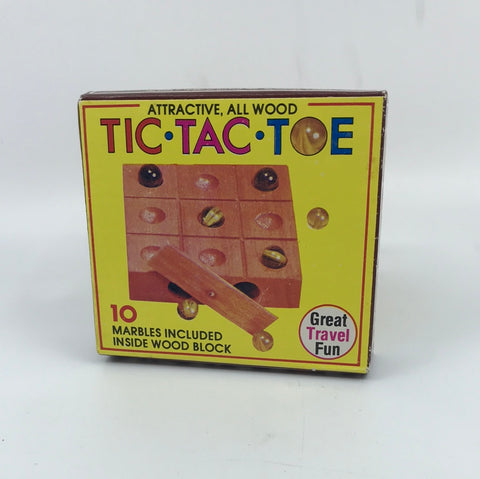 ATTRACTIVE, ALL WOOD
TIC•TAC•TOE
10
MARBLES INCLUDED
INSIDE WOOD BLOCK
Great
Travel
Fun